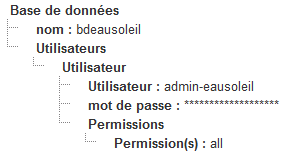 Base de données
nom : bdeausoleil
Utilisateurs
Utilisateur
Utilisateur : admin-eausoleil
mot de passe : *******************
Permissions
Permission(s) : all